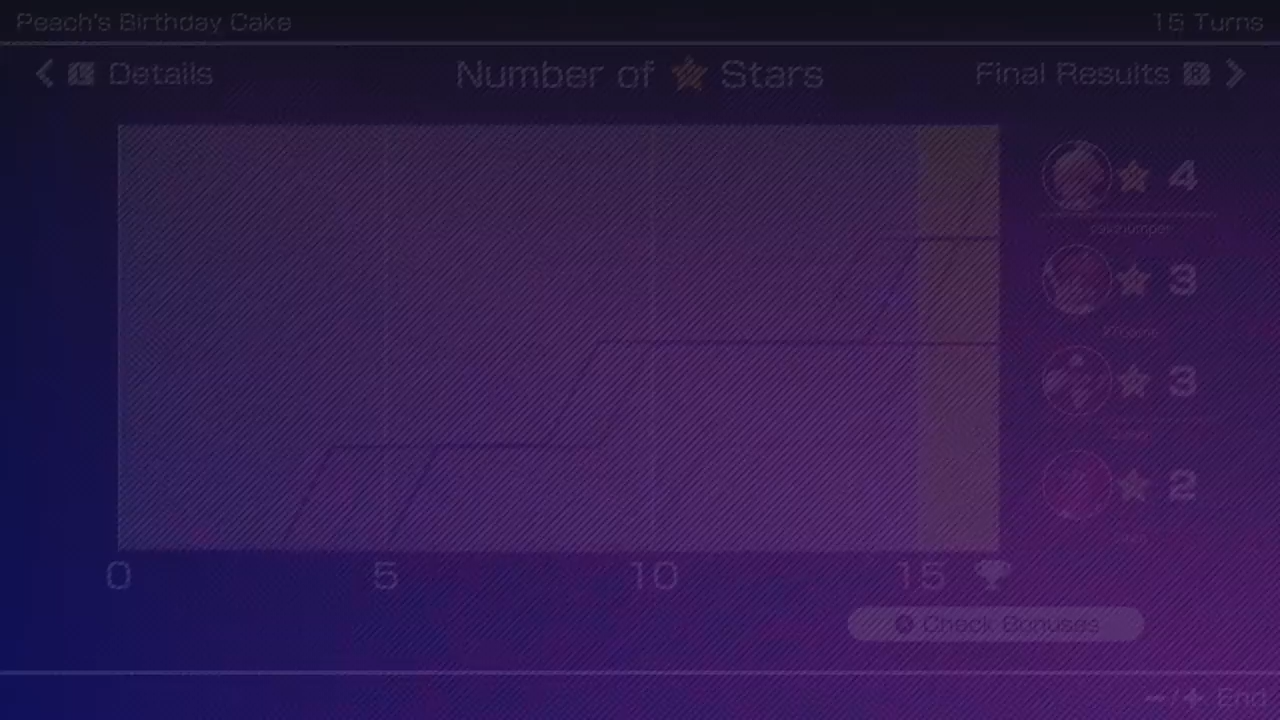 Peach's Birthday Cake
15 Turns
L Details
Number of Stars
Final Results R
4
3
3
2
0 5 10 15
Check Bonuses
−/+ End